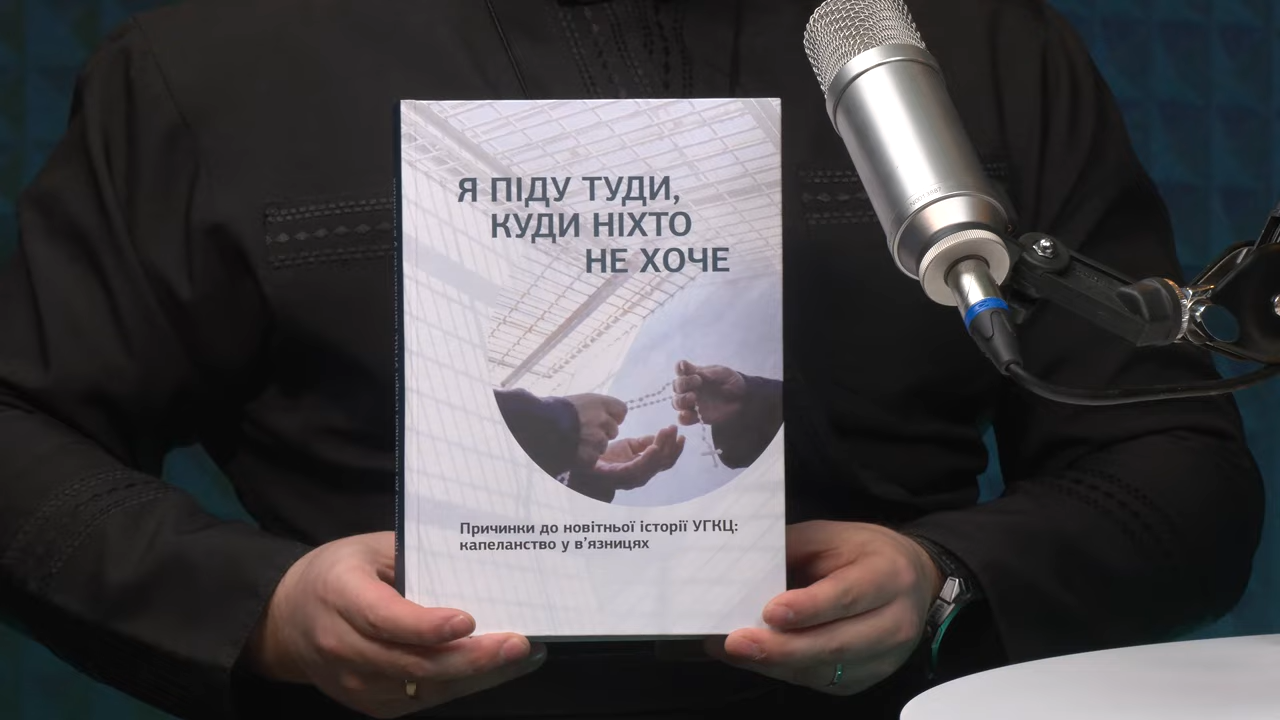 Я ПІДУ ТУДИ,
КУДИ НІХТО
НЕ ХОЧЕ
Причинки до новітньої історії УГКЦ:
капеланство у в’язницях